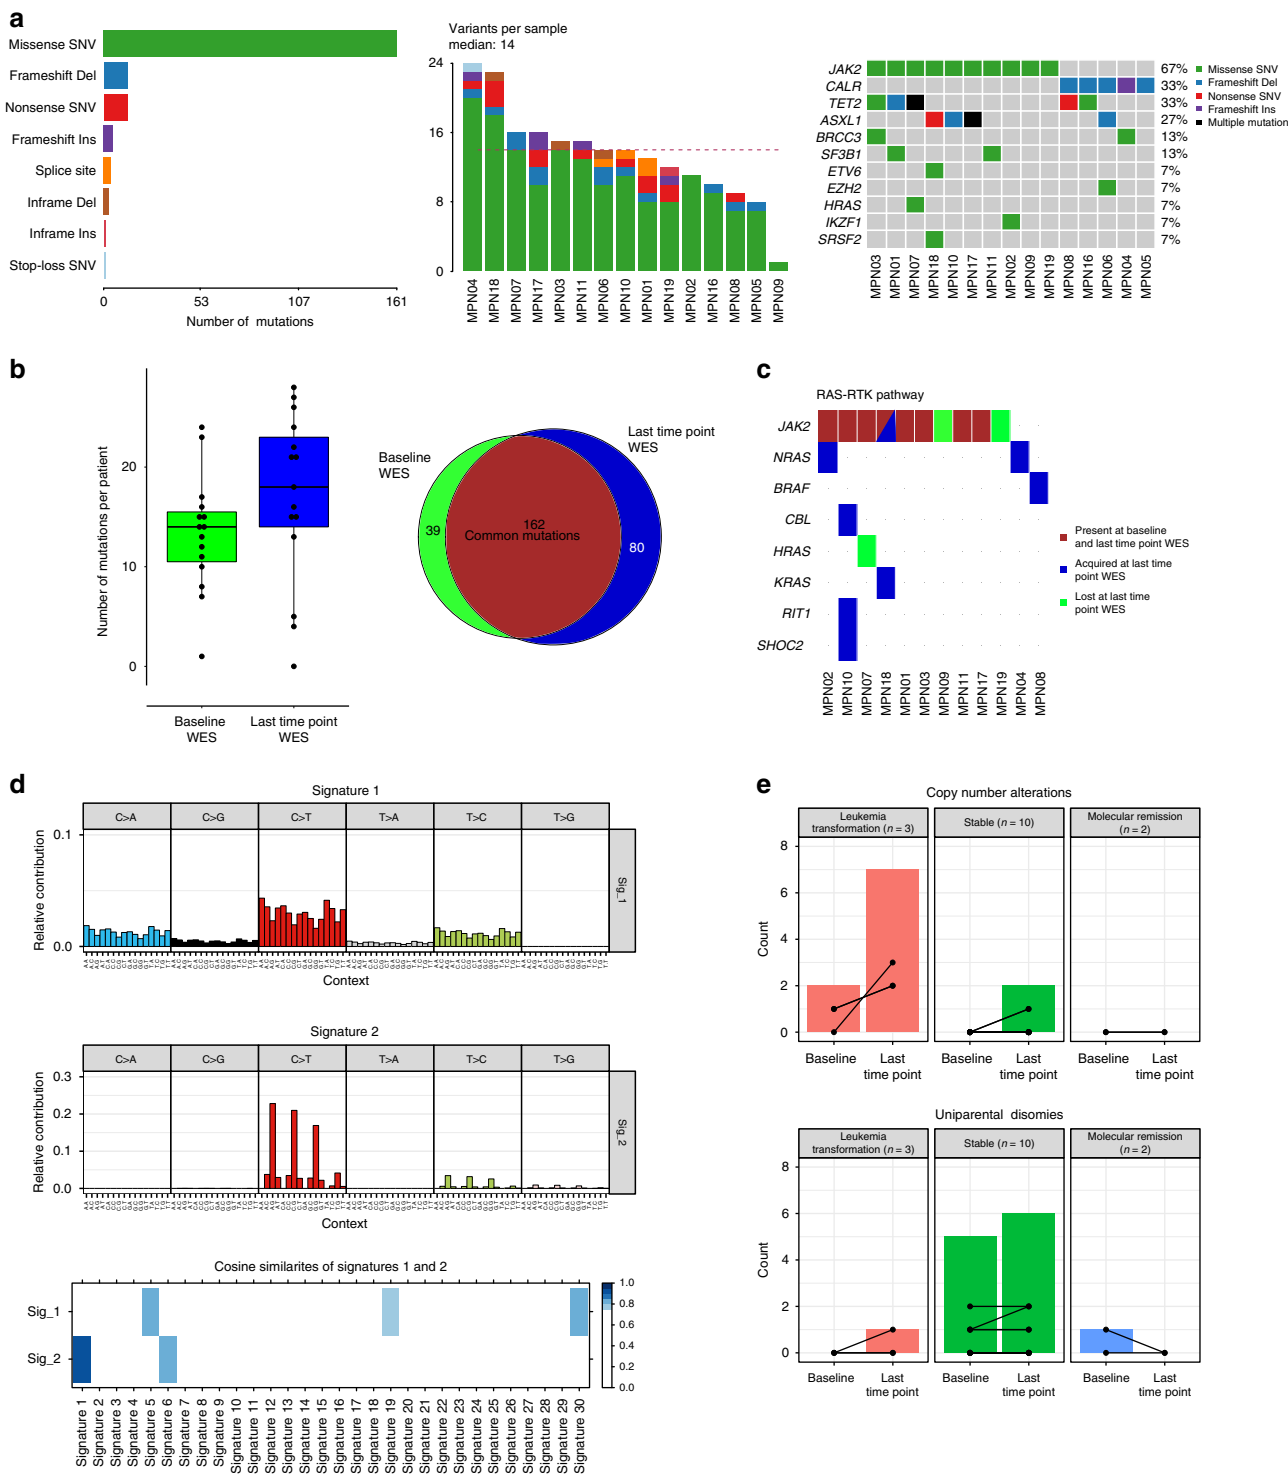 a
Missense SNV
Frameshift Del
Nonsense SNV
Frameshift Ins
Splice site
Inframe Del
Inframe Ins
Stop-loss SNV
0 53 107 161
Number of mutations
Variants per sample
median: 14
24
16
8
0
MPN04 MPN18 MPN07 MPN17 MPN03 MPN11 MPN06 MPN10 MPN01 MPN19 MPN02 MPN16 MPN08 MPN05 MPN09
JAK2 67%
CALR 33%
TET2 33%
ASXL1 27%
BRCC3 13%
SF3B1 13%
ETV6 7%
EZH2 7%
HRAS 7%
IKZF1 7%
SRSF2 7%
MPN03 MPN01 MPN07 MPN18 MPN10 MPN17 MPN11 MPN02 MPN09 MPN19 MPN08 MPN16 MPN06 MPN04 MPN05
Missense SNV
Frameshift Del
Nonsense SNV
Frameshift Ins
Multiple mutation
b
Number of mutations per patient
20
10
0
Baseline
WES
Last time point
WES
Baseline
WES
Last time point
WES
39
162
Common mutations
80
c
RAS-RTK pathway
JAK2
NRAS
BRAF
CBL
HRAS
KRAS
RIT1
SHOC2
MPN02 MPN10 MPN07 MPN18 MPN01 MPN03 MPN09 MPN11 MPN17 MPN19 MPN04 MPN08
Present at baseline
and last time point WES
Acquired at last time
point WES
Lost at last time
point WES
d
Signature 1
C>A C>G C>T T>A T>C T>G
0.1
0.0
Relative contribution
Sig_1
Context
Signature 2
C>A C>G C>T T>A T>C T>G
0.3
0.2
0.1
0.0
Relative contribution
Sig_2
Context
Cosine similarites of signatures 1 and 2
Sig_1
Sig_2
1.0
0.8
0.6
0.4
0.2
0.0
Signature 1 Signature 2 Signature 3 Signature 4 Signature 5 Signature 6 Signature 7 Signature 8 Signature 9 Signature 10 Signature 11 Signature 12 Signature 13 Signature 14 Signature 15 Signature 16 Signature 17 Signature 18 Signature 19 Signature 20 Signature 21 Signature 22 Signature 23 Signature 24 Signature 25 Signature 26 Signature 27 Signature 28 Signature 29 Signature 30
e
Copy number alterations
Leukemia
transformation (n = 3)
Stable (n = 10)
Molecular remission
(n = 2)
8
6
4
2
0
Count
Baseline Last
time point
Baseline Last
time point
Baseline Last
time point
Uniparental disomies
Leukemia
transformation (n = 3)
Stable (n = 10)
Molecular remission
(n = 2)
8
6
4
2
0
Count
Baseline Last
time point
Baseline Last
time point
Baseline Last
time point